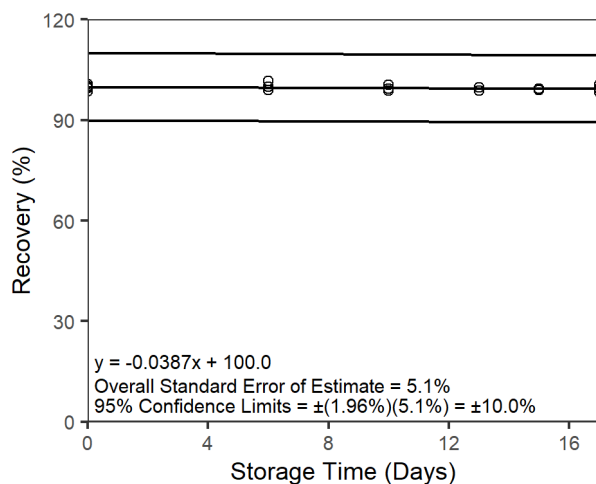 120
90
60
30
0
Recovery (%)
y = -0.0387x + 100.0
Overall Standard Error of Estimate = 5.1%
95% Confidence Limits = ±(1.96%)(5.1%) = ±10.0%
0 4 8 12 16
Storage Time (Days)